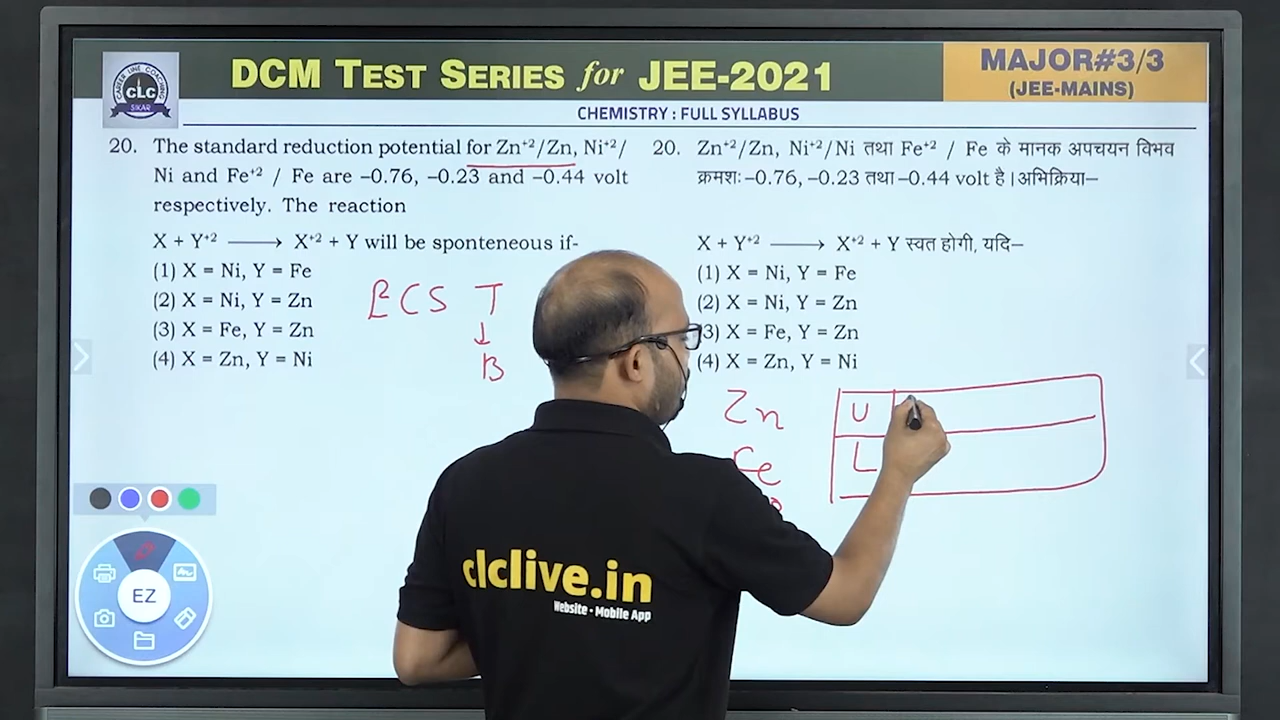 CAREER LINE COACHING
CLC
SIKAR
DCM TEST SERIES for JEE-2021
MAJOR#3/3
(JEE-MAINS)
CHEMISTRY : FULL SYLLABUS
20. The standard reduction potential for Zn⁺²/Zn, Ni⁺²/
Ni and Fe⁺² / Fe are –0.76, –0.23 and –0.44 volt
respectively. The reaction
X + Y⁺² ⟶ X⁺² + Y will be sponteneous if-
(1) X = Ni, Y = Fe
(2) X = Ni, Y = Zn
(3) X = Fe, Y = Zn
(4) X = Zn, Y = Ni
20. Zn⁺²/Zn, Ni⁺²/Ni तथा Fe⁺² / Fe के मानक अपचयन विभव
क्रमशः –0.76, –0.23 तथा –0.44 volt है। अभिक्रिया–
X + Y⁺² ⟶ X⁺² + Y स्वत होगी, यदि–
(1) X = Ni, Y = Fe
(2) X = Ni, Y = Zn
3) X = Fe, Y = Zn
(4) X = Zn, Y = Ni
ECS T
↓
B
Zn
Fe
U
L
EZ
clclive.in
Website • Mobile App